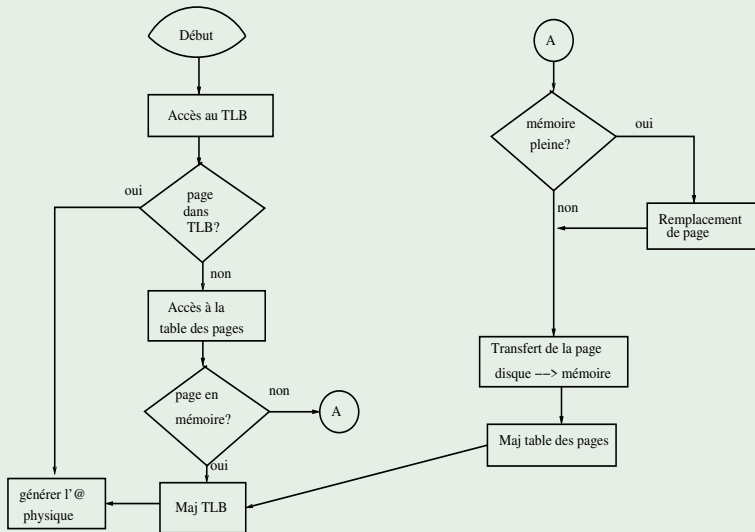 Début
Accès au TLB
oui
page
dans
TLB?
non
Accès à la
table des pages
page en
mémoire?
non
A
oui
Maj TLB
générer l'@
physique
A
mémoire
pleine?
oui
non
Remplacement
de page
Transfert de la page
disque --> mémoire
Maj table des pages